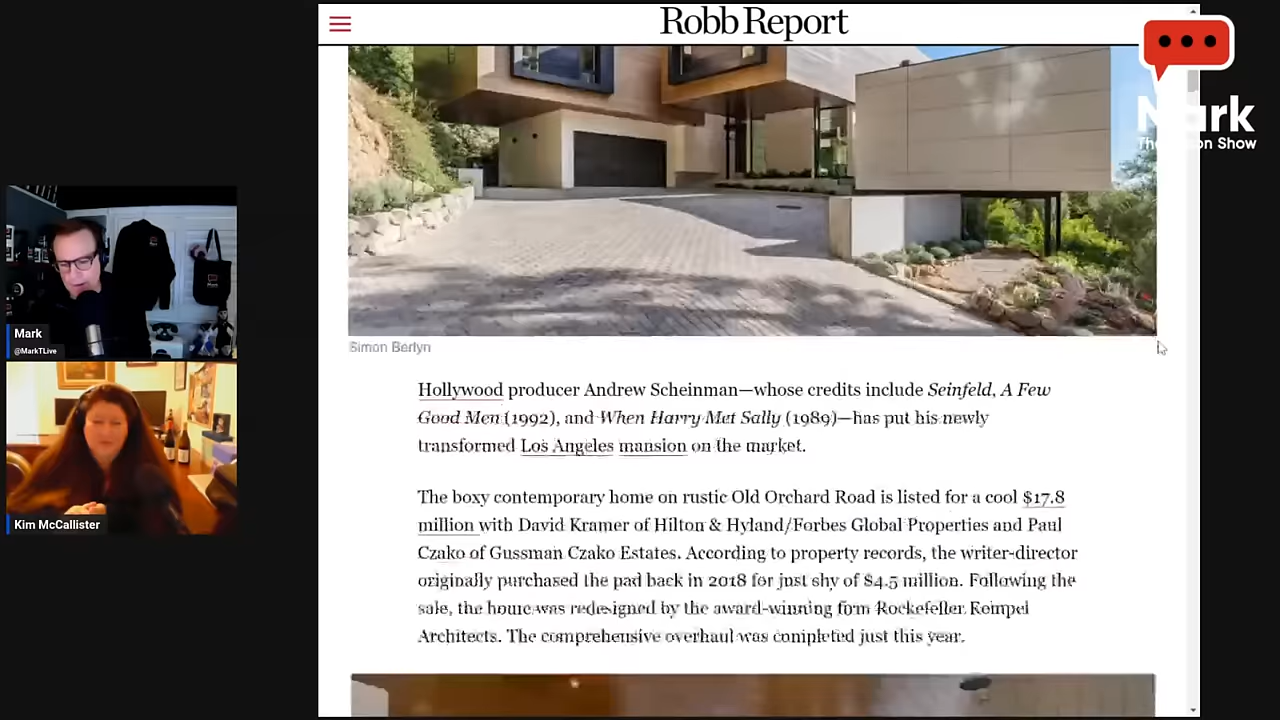 Robb Report
Mark
Th
on Show
Simon Berlyn
Hollywood producer Andrew Scheinman—whose credits include Seinfeld, A Few
Good Men (1992), and When Harry Met Sally (1989)—has put his newly
transformed Los Angeles mansion on the market.
The boxy contemporary home on rustic Old Orchard Road is listed for a cool $17.8
million with David Kramer of Hilton & Hyland/Forbes Global Properties and Paul
Czako of Gussman Czako Estates. According to property records, the writer-director
originally purchased the pad back in 2018 for just shy of $4.5 million. Following the
sale, the house was redesigned by the award-winning firm Rockefeller Kempel
Architects. The comprehensive overhaul was completed just this year.
Mark
@MarkTLive
Kim McCallister